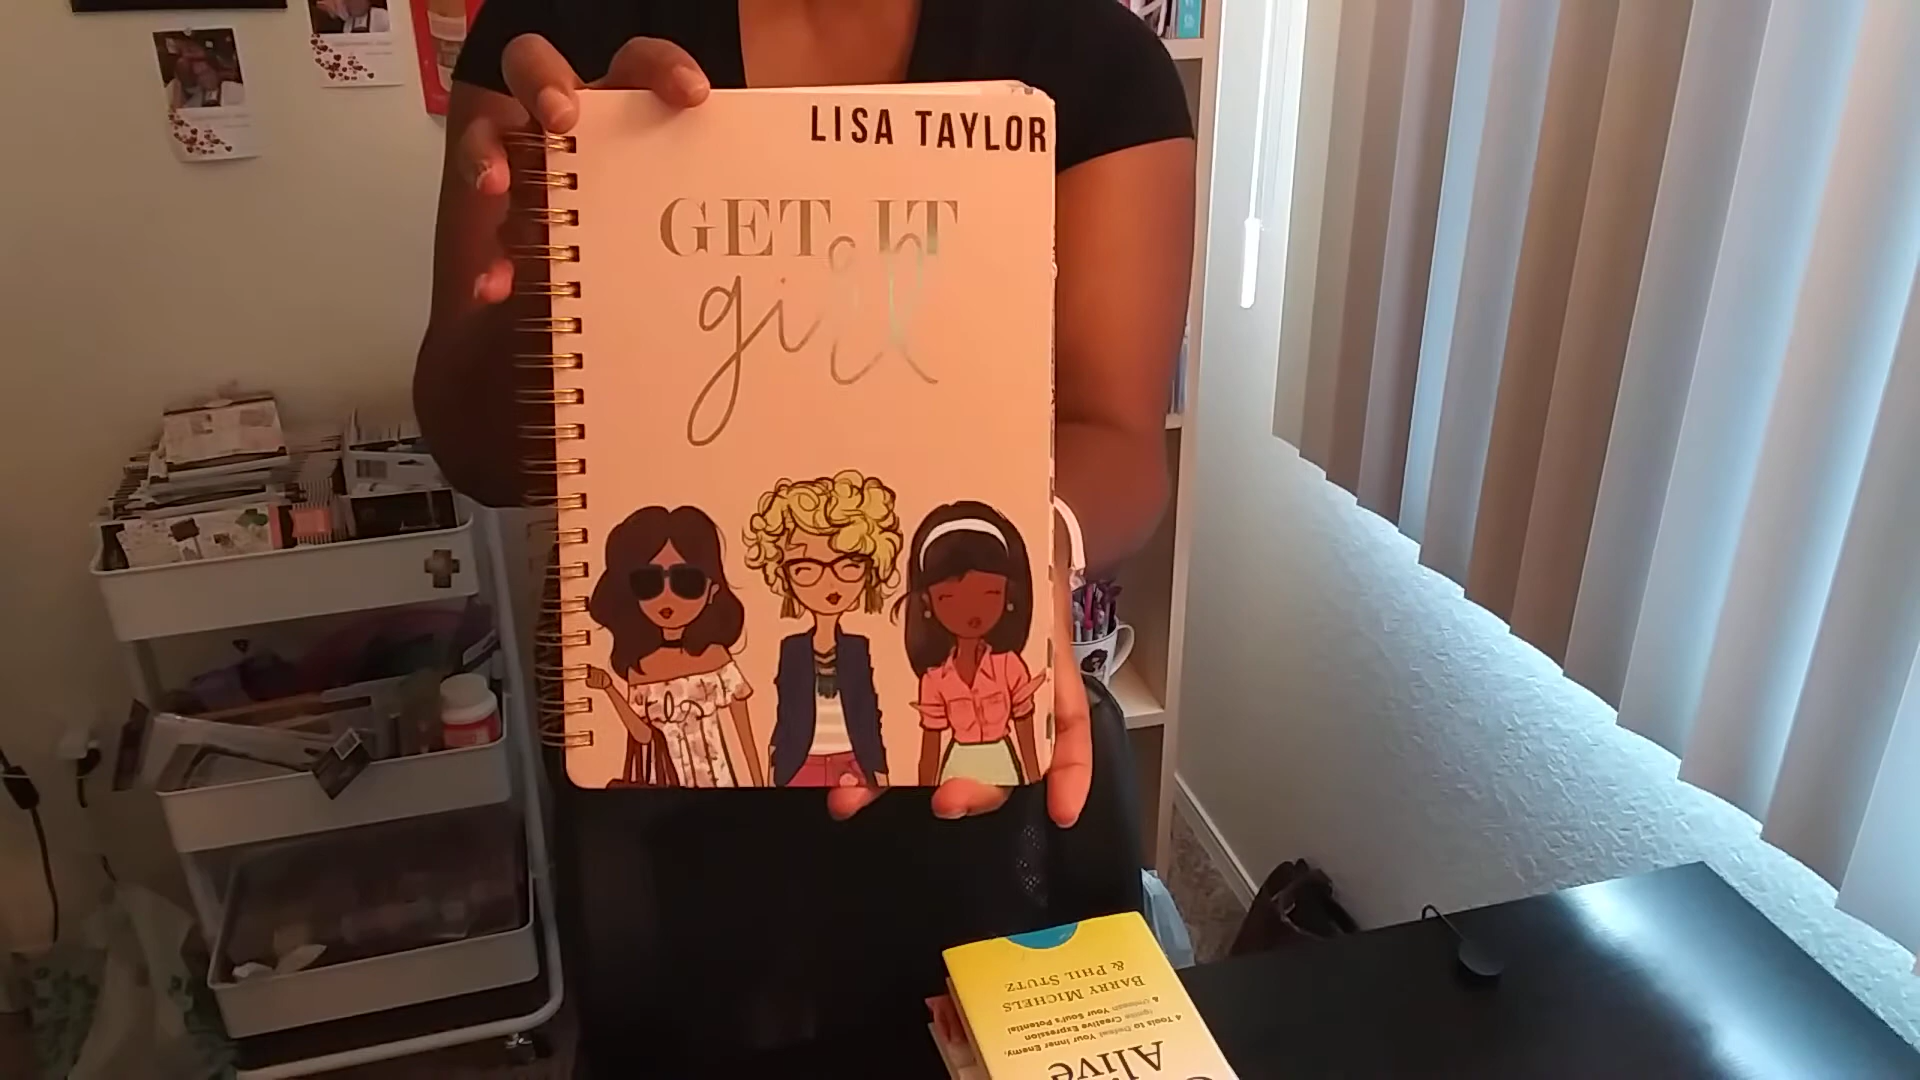 LISA TAYLOR
GET IT
girl
BARRY MICHELS
& PHIL STUTZ
4 Tools to Defeat Your Inner Enemy,
Ignite Creative Expression
& Unleash Your Soul's Potential
Alive